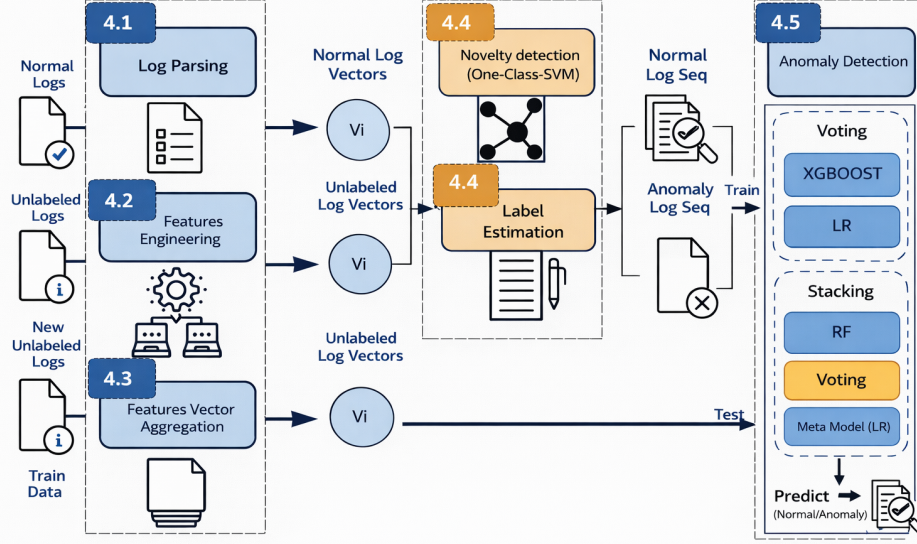 Normal
Logs
Unlabeled
Logs
New
Unlabeled
Logs
Train
Data
4.1
Log Parsing
4.2
Features
Engineering
4.3
Features Vector
Aggregation
Normal Log
Vectors
Vi
Unlabeled
Log Vectors
Vi
Unlabeled
Log Vectors
Vi
4.4
Novelty detection
(One-Class-SVM)
4.4
Label
Estimation
Normal
Log Seq
Anomaly
Log Seq
Train
Test
4.5
Anomaly Detection
Voting
XGBOOST
LR
Stacking
RF
Voting
Meta Model (LR)
Predict
(Normal/Anomaly)